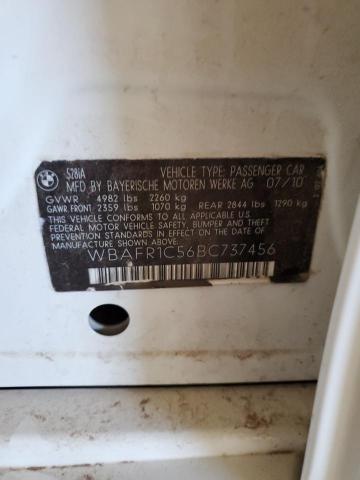 BMW
528iA VEHICLE TYPE: PASSENGER CAR
MFD BY BAYERISCHE MOTOREN WERKE AG 07/10
GVWR 4982 lbs 2260 kg
GAWR FRONT 2359 lbs 1070 kg REAR 2844 lbs 1290 kg
THIS VEHICLE CONFORMS TO ALL APPLICABLE U.S.
FEDERAL MOTOR VEHICLE SAFETY, BUMPER AND THEFT
PREVENTION STANDARDS IN EFFECT ON THE DATE OF
MANUFACTURE SHOWN ABOVE.
WBAFR1C56BC737456